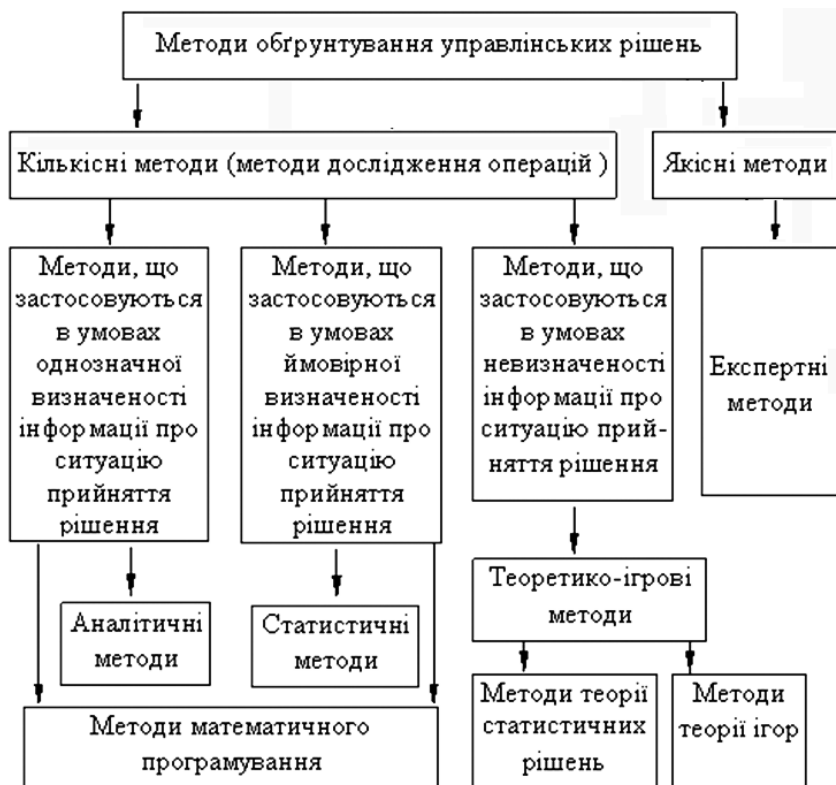 Методи обґрунтування управлінських рішень
Кількісні методи (методи дослідження операцій )
Якісні методи
Методи, що
застосовуються
в умовах
однозначної
визначеності
інформації про
ситуацію
прийняття
рішення
Методи, що
застосовуються
в умовах
ймовірної
визначеності
інформації про
ситуацію
прийняття
рішення
Методи, що
застосовуються
в умовах
невизначеності
інформації про
ситуацію прий-
няття рішення
Експертні
методи
Аналітичні
методи
Статистичні
методи
Теоретико-ігрові
методи
Методи математичного
програмування
Методи теорії
статистичних
рішень
Методи
теорії ігор